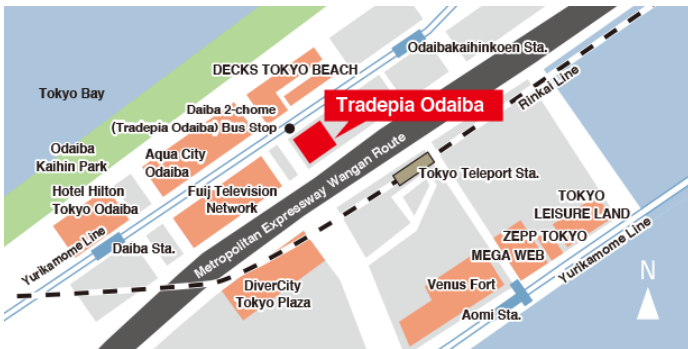 Odaibakaihinkoen Sta.
DECKS TOKYO BEACH
Tokyo Bay
Daiba 2-chome
(Tradepia Odaiba) Bus Stop
Tradepia Odaiba
Rinkai Line
Odaiba
Kaihin Park
Aqua City
Odaiba
Metropolitan Expressway Wangan Route
Tokyo Teleport Sta.
Hotel Hilton
Tokyo Odaiba
Fuij Television
Network
TOKYO
LEISURE LAND
Yurikamome Line
Daiba Sta.
ZEPP TOKYO
MEGA WEB
Yurikamome Line
DiverCity
Tokyo Plaza
Venus Fort
Aomi Sta.
N